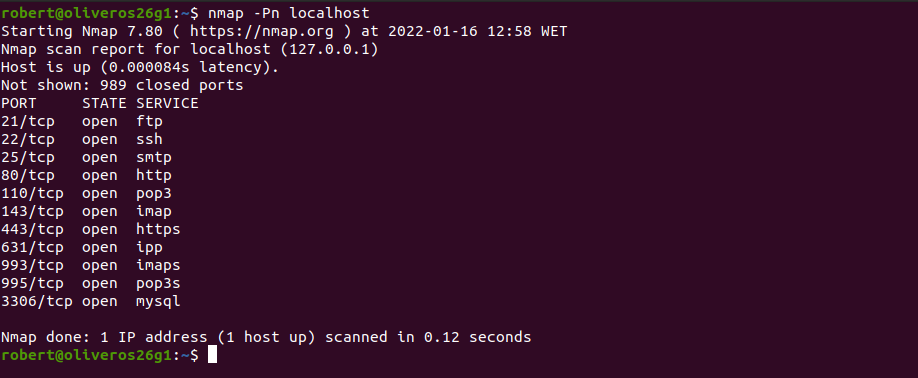 robert@oliveros26g1:~$ nmap -Pn localhost
Starting Nmap 7.80 ( https://nmap.org ) at 2022-01-16 12:58 WET
Nmap scan report for localhost (127.0.0.1)
Host is up (0.000084s latency).
Not shown: 989 closed ports
PORT     STATE SERVICE
21/tcp   open  ftp
22/tcp   open  ssh
25/tcp   open  smtp
80/tcp   open  http
110/tcp  open  pop3
143/tcp  open  imap
443/tcp  open  https
631/tcp  open  ipp
993/tcp  open  imaps
995/tcp  open  pop3s
3306/tcp open  mysql
Nmap done: 1 IP address (1 host up) scanned in 0.12 seconds
robert@oliveros26g1:~$